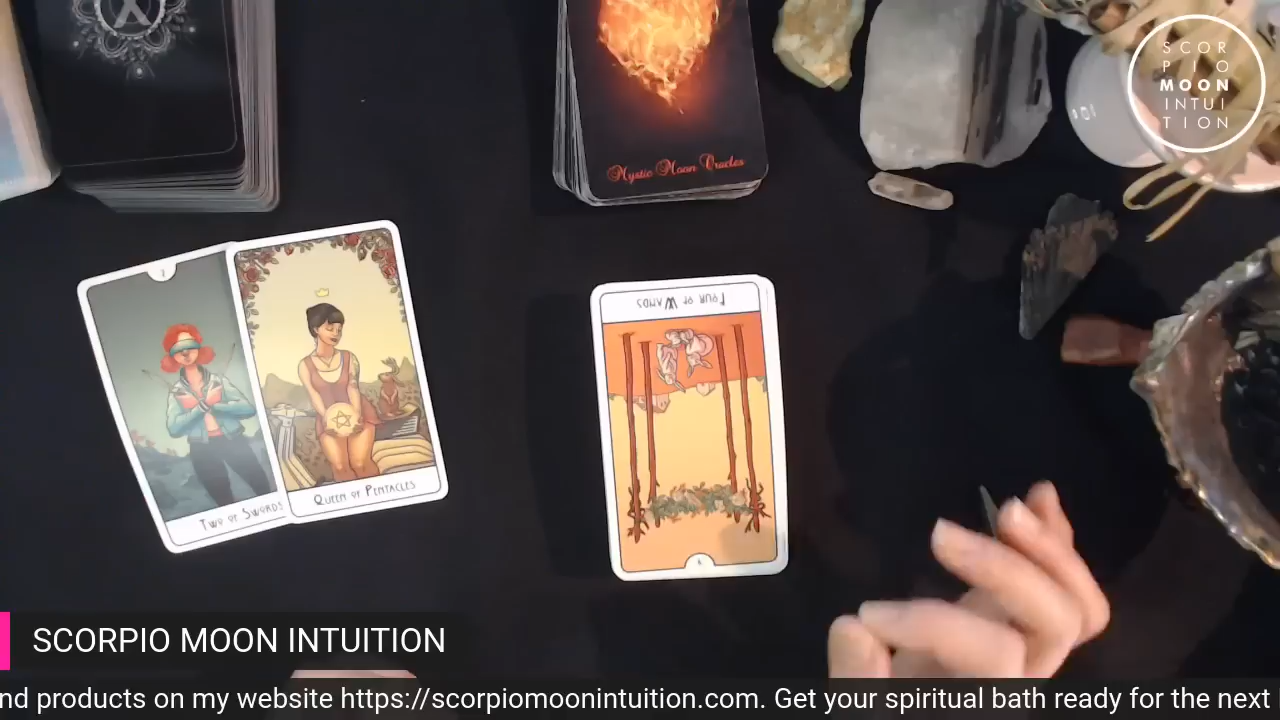 SCOR
PIO
MOON
INTUI
TION
Mystic Moon Oracles
FOUR OF WANDS
2
TWO OF SWORDS
QUEEN OF PENTACLES
SCORPIO MOON INTUITION
nd products on my website https://scorpiomoonintuition.com. Get your spiritual bath ready for the next